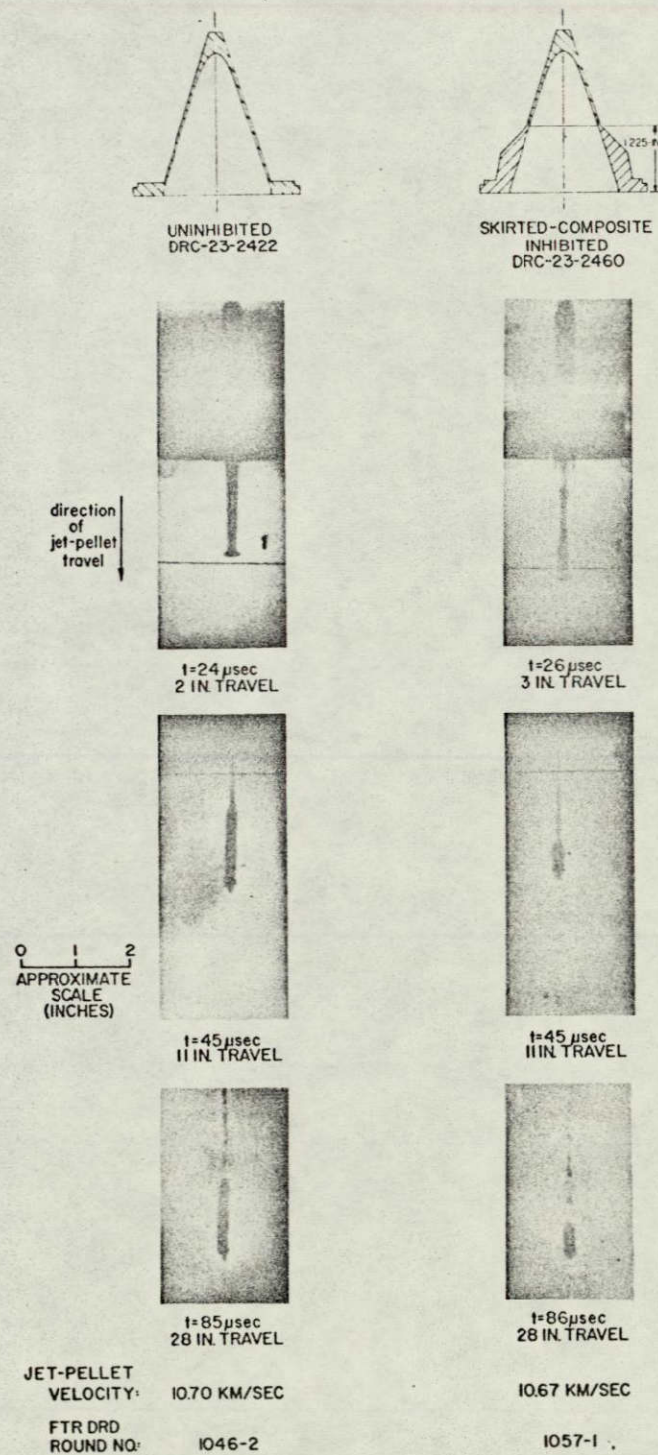 UNINHIBITED
DRC-23-2422
1.225 in
SKIRTED-COMPOSITE
INHIBITED
DRC-23-2460
direction
of
jet-pellet
travel
1
t=24 µsec
2 IN. TRAVEL
t=26 µsec
3 IN. TRAVEL
0 1 2
APPROXIMATE
SCALE
(INCHES)
t=45 µsec
11 IN. TRAVEL
t=45 µsec
11 IN. TRAVEL
t=85 µsec
28 IN. TRAVEL
t=86 µsec
28 IN. TRAVEL
JET-PELLET
VELOCITY: 10.70 KM/SEC 10.67 KM/SEC
FTR DRD
ROUND NO: 1046-2 1057-1